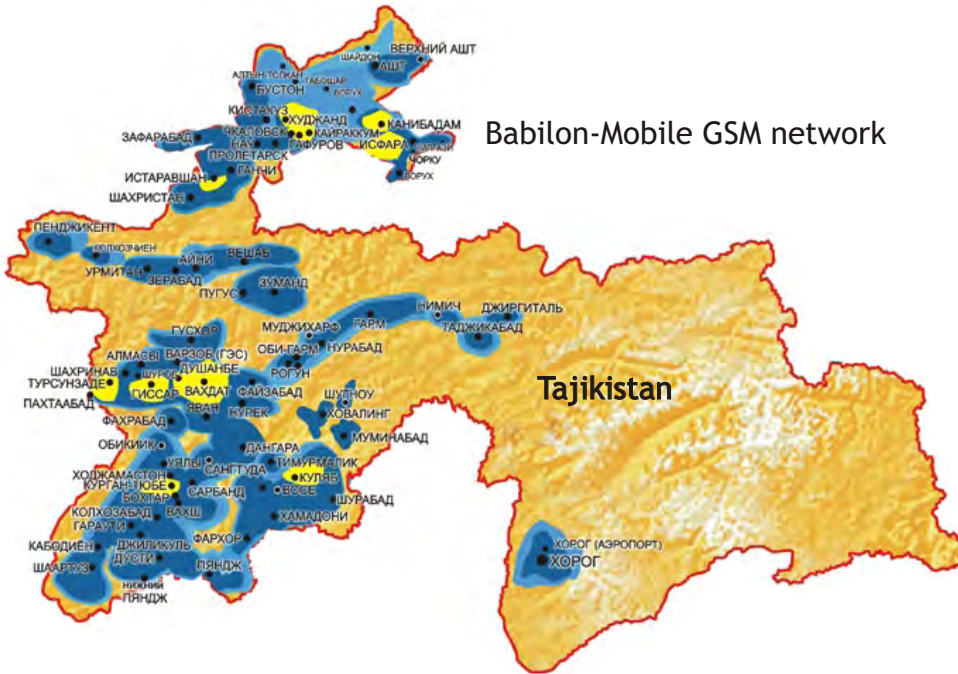 ВЕРХНИЙ АШТ
ШАЙДОН
АШТ
АЛТЫН-ТОПКАН
ТАБОШАР
БУСТОН
ВОРУХ
КИСТАКУЗ
ХУДЖАНД
КАНИБАДАМ
ЗАФАРАБАД
ЧКАЛОВСК
КАЙРАККУМ
Babilon-Mobile GSM network
НАУ
ГАФУРОВ
ИСФАРА
ПРОЛЕТАРСК
ЧОРКУ
ГАНЧИ
ИСТАРАВШАН
ВОРУХ
ШАХРИСТАН
ПЕНДЖИКЕНТ
КОЛХОЗЧИЕН
ВЕШАБ
АЙНИ
УРМИТАН
ЗЕРАБАД
ЗУМАНД
ПУГУС
НИМИЧ
ДЖИРГИТАЛЬ
ГАРМ
МУДЖИХАРФ
ТАДЖИКАБАД
ГУСХОР
НУРАБАД
ОБИ-ГАРМ
АЛМАСЫ
ВАРЗОБ (ГЭС)
РОГУН
ШАХРИНАВ
ДУШАНБЕ
ТУРСУНЗАДЕ
ГИССАР
ВАХДАТ
ФАЙЗАБАД
ШУЛНОУ
Tajikistan
ПАХТААБАД
ЯВАН
НУРЕК
ХОВАЛИНГ
ФАХРАБАД
МУМИНАБАД
ОБИКИИК
ДАНГАРА
УЯЛЫ
САНГТУДА
ТИМУРМАЛИК
ХОДЖАМАСТОН
КУЛЯБ
КУРГАН-ТЮБЕ
САРБАНД
БОХТАР
ВОСЕ
ШУРАБАД
КОЛХОЗАБАД
ВАХШ
ХАМАДОНИ
ГАРАУТИ
КАБОДИЁН
ДЖИЛИКУЛЬ
ФАРХОР
ДУСТИ
ШААРТУЗ
ПЯНДЖ
НИЖНИЙ
ПЯНДЖ
ХОРОГ (АЭРОПОРТ)
ХОРОГ